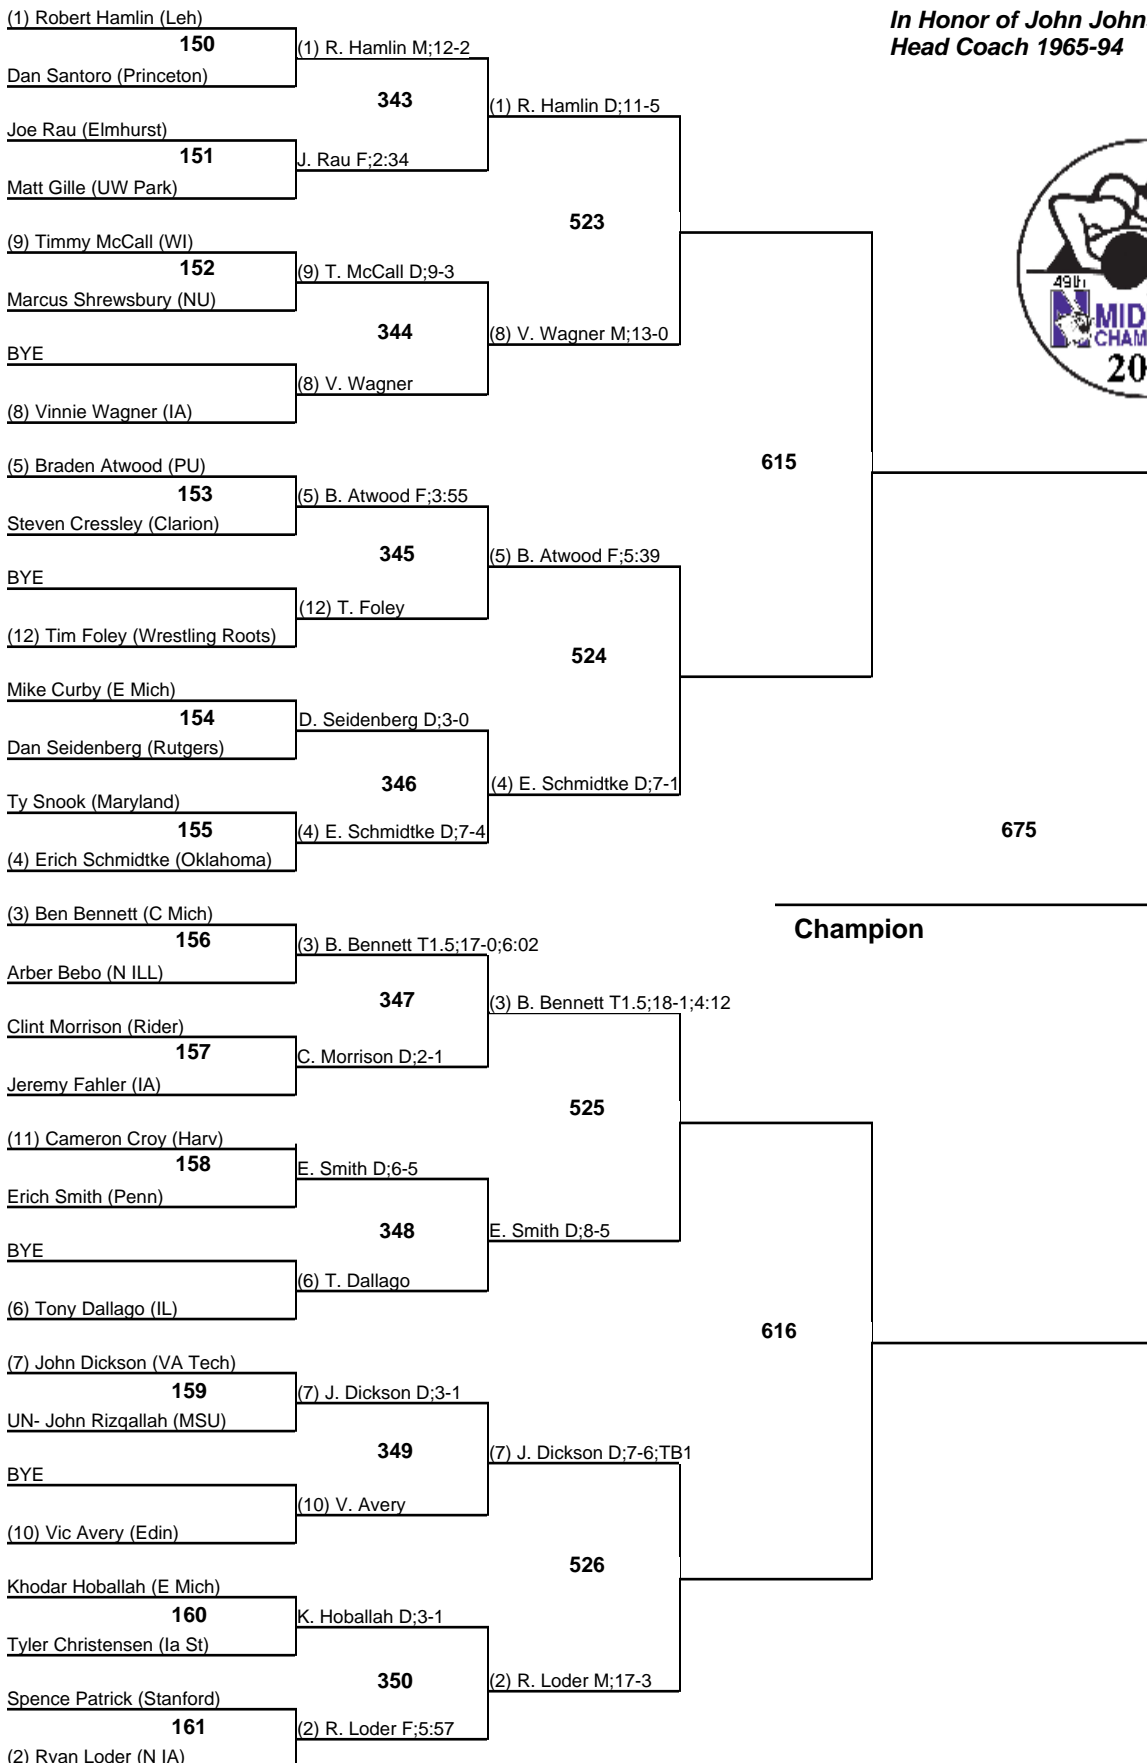 In Honor of John John
Head Coach 1965-94
49th
MID
CHAM
20
(1) Robert Hamlin (Leh)
150
Dan Santoro (Princeton)
(1) R. Hamlin M;12-2
343
Joe Rau (Elmhurst)
151
Matt Gille (UW Park)
J. Rau F;2:34
(1) R. Hamlin D;11-5
523
(9) Timmy McCall (WI)
152
Marcus Shrewsbury (NU)
(9) T. McCall D;9-3
344
BYE
(8) Vinnie Wagner (IA)
(8) V. Wagner
(8) V. Wagner M;13-0
615
(5) Braden Atwood (PU)
153
Steven Cressley (Clarion)
(5) B. Atwood F;3:55
345
BYE
(12) Tim Foley (Wrestling Roots)
(12) T. Foley
(5) B. Atwood F;5:39
524
Mike Curby (E Mich)
154
Dan Seidenberg (Rutgers)
D. Seidenberg D;3-0
346
Ty Snook (Maryland)
155
(4) Erich Schmidtke (Oklahoma)
(4) E. Schmidtke D;7-4
(4) E. Schmidtke D;7-1
675
Champion
(3) Ben Bennett (C Mich)
156
Arber Bebo (N ILL)
(3) B. Bennett T1.5;17-0;6:02
347
Clint Morrison (Rider)
157
Jeremy Fahler (IA)
C. Morrison D;2-1
(3) B. Bennett T1.5;18-1;4:12
525
(11) Cameron Croy (Harv)
158
Erich Smith (Penn)
E. Smith D;6-5
348
BYE
(6) Tony Dallago (IL)
(6) T. Dallago
E. Smith D;8-5
616
(7) John Dickson (VA Tech)
159
UN- John Rizqallah (MSU)
(7) J. Dickson D;3-1
349
BYE
(10) Vic Avery (Edin)
(10) V. Avery
(7) J. Dickson D;7-6;TB1
526
Khodar Hoballah (E Mich)
160
Tyler Christensen (Ia St)
K. Hoballah D;3-1
350
Spence Patrick (Stanford)
161
(2) Ryan Loder (N IA)
(2) R. Loder F;5:57
(2) R. Loder M;17-3